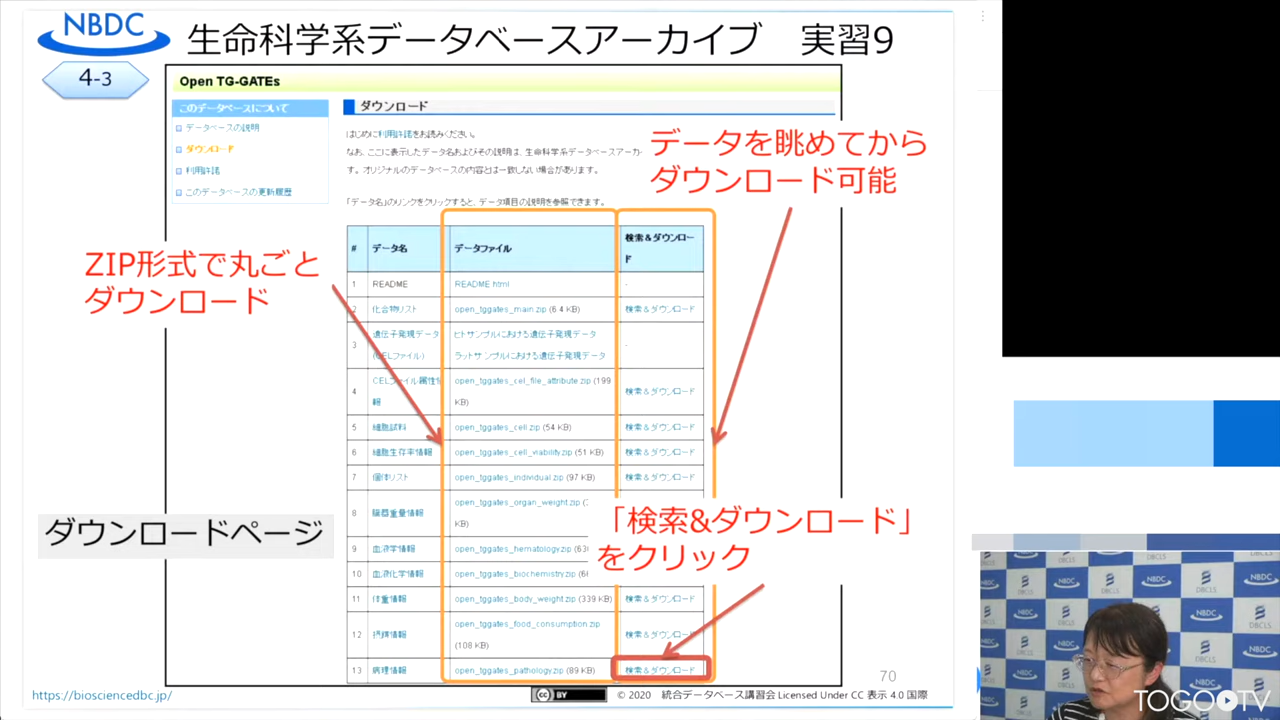 NBDC
生命科学系データベースアーカイブ　実習9
4-3
Open TG-GATEs
このデータベースについて
データベースの説明
ダウンロード
利用許諾
このデータベースの更新履歴
ダウンロード
はじめに利用許諾をお読みください。
なお、ここに表示したデータ名およびその説明は、生命科学系データベースアーカ
す。オリジナルのデータベースの内容とは一致しない場合があります。
「データ名」のリンクをクリックすると、データ項目の説明を参照できます。
データを眺めてから
ダウンロード可能
ZIP形式で丸ごと
ダウンロード
# データ名 データファイル 検索＆ダウンロード
1 README README.html -
2 化合物リスト open_tggates_main.zip (6.4 KB) 検索＆ダウンロード
3 遺伝子発現データ (CELファイル) ヒトサンプルにおける遺伝子発現データ -
ラットサンプルにおける遺伝子発現データ
4 CELファイル属性情報 open_tggates_cel_file_attribute.zip (199 KB) 検索＆ダウンロード
5 細胞試料 open_tggates_cell.zip (54 KB) 検索＆ダウンロード
6 細胞生存率情報 open_tggates_cell_viability.zip (51 KB) 検索＆ダウンロード
7 個体リスト open_tggates_individual.zip (97 KB) 検索＆ダウンロード
8 臓器重量情報 open_tggates_organ_weight.zip KB)
9 血液学情報 open_tggates_hematology.zip
10 血液化学情報 open_tggates_biochemistry.zip
11 体重情報 open_tggates_body_weight.zip (339 KB) 検索＆ダウンロード
12 摂餌情報 open_tggates_food_consumption.zip (108 KB) 検索＆ダウンロード
13 病理情報 open_tggates_pathology.zip (89 KB) 検索＆ダウンロード
「検索&ダウンロード」
をクリック
ダウンロードページ
70
https://biosciencedbc.jp/
cc BY
© 2020　統合データベース講習会 Licensed Under CC 表示 4.0 国際
NBDC
DBCLS
TOGO TV